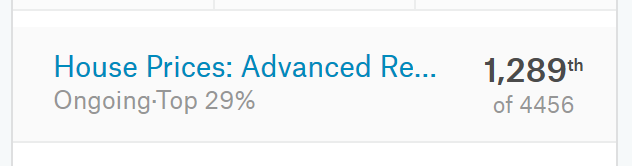 House Prices: Advanced Re...
1,289th
Ongoing·Top 29%
of 4456